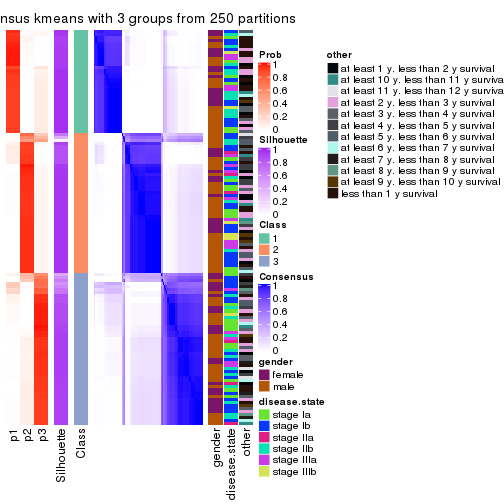 nsus kmeans with 3 groups from 250 partitions
Prob
1
0.8
0.6
0.4
0.2
0
Silhouette
1
0.8
0.6
0.4
0.2
0
Class
1
2
3
Consensus
1
0.8
0.6
0.4
0.2
0
gender
female
male
disease.state
stage Ia
stage Ib
stage IIa
stage IIb
stage IIIa
stage IIIb
other
at least 1 y. less than 2 y survival
at least 10 y. less than 11 y surviva
at least 11 y. less than 12 y surviva
at least 2 y. less than 3 y survival
at least 3 y. less than 4 y survival
at least 4 y. less than 5 y survival
at least 5 y. less than 6 y survival
at least 6 y. less than 7 y survival
at least 7 y. less than 8 y survival
at least 8 y. less than 9 y survival
at least 9 y. less than 10 y survival
less than 1 y survival
p1
p2
p3
Silhouette
Class
gender
disease.state
other